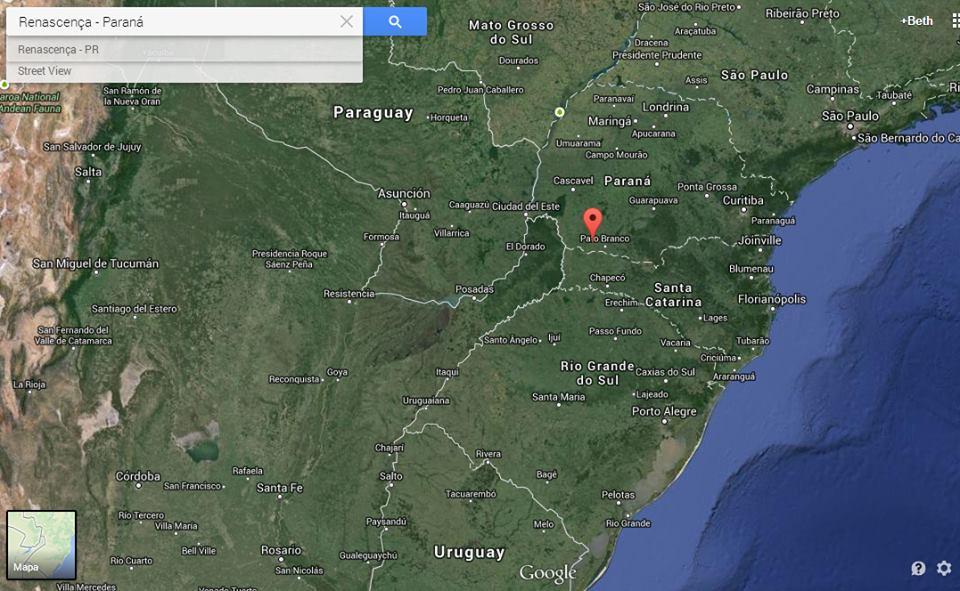 Renascença - Paraná
Renascença - PR
Street View
+Beth
São José do Rio Preto
Ribeirão Preto
Mato Grosso
do Sul
Araçatuba
Dracena
Presidente Prudente
Dourados
São Paulo
Assis
Campinas
Taubaté
Pedro Juan Caballero
Paranavaí
Londrina
San Ramón de
la Nueva Orán
Andean Fauna
Paraguay
Horqueta
Maringá
Apucarana
São Paulo
Umuarama
Campo Mourão
São Bernardo do
San Salvador de Jujuy
Salta
Cascavel
Paraná
Ponta Grossa
Asunción
Itauguá
Caaguazú
Ciudad del Este
Guarapuava
Curitiba
Paranaguá
Villarrica
Formosa
Pato Branco
Joinville
El Dorado
Presidencia Roque
Sáenz Peña
San Miguel de Tucumán
Blumenau
Chapecó
Santa
Catarina
Resistencia
Posadas
Erechim
Florianópolis
Santiago del Estero
Lages
San Fernando del
Valle de Catamarca
Santo Ângelo
Ijuí
Passo Fundo
Vacaria
Tubarão
Criciúma
Rio Grande
do Sul
Caxias do Sul
Araranguá
La Rioja
Reconquista
Goya
Itaqui
Santa Maria
Lajeado
Uruguaiana
Porto Alegre
Chajarí
Rivera
Salto
Bagé
Córdoba
San Francisco
Rafaela
Santa Fe
Tacuarembó
Pelotas
Río Tercero
Villa María
Paysandú
Melo
Rio Grande
Bell Ville
Río Cuarto
Rosario
San Nicolás
Gualeguaychú
Uruguay
Mapa
Google
Villa Mercedes
Venado Tuerto